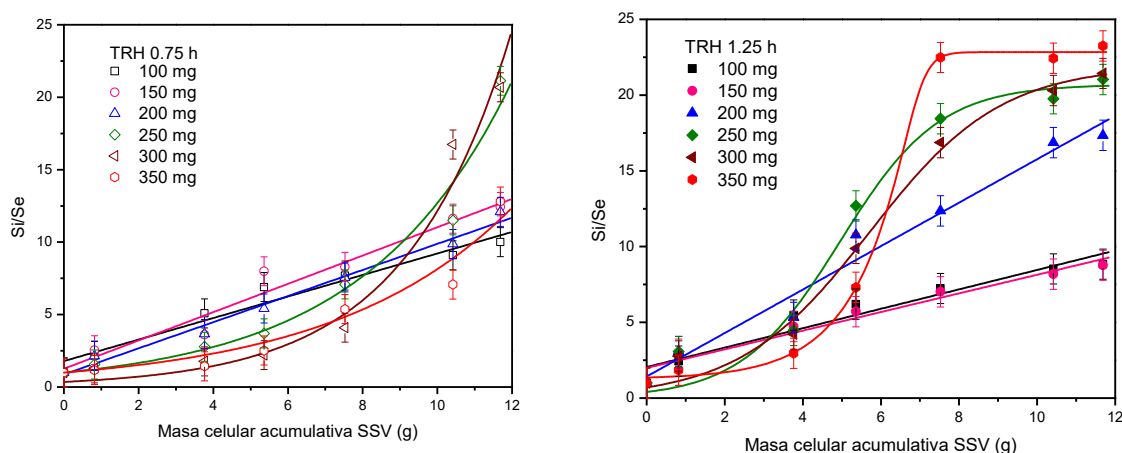 25
20
15
10
5
0
Si/Se
TRH 0.75 h
100 mg
150 mg
200 mg
250 mg
300 mg
350 mg
0 2 4 6 8 10 12
Masa celular acumulativa SSV (g)
25
20
15
10
5
0
Si/Se
TRH 1.25 h
100 mg
150 mg
200 mg
250 mg
300 mg
350 mg
0 2 4 6 8 10 12
Masa celular acumulativa SSV (g)